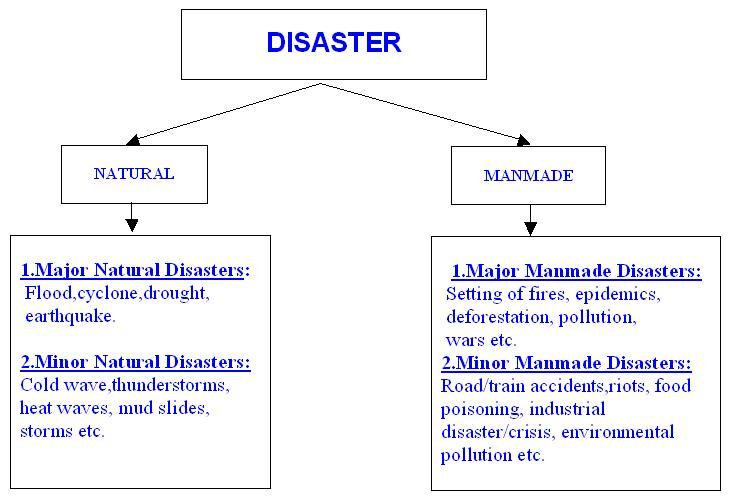 DISASTER
NATURAL
MANMADE
1.Major Natural Disasters:
Flood,cyclone,drought,
earthquake.
2.Minor Natural Disasters:
Cold wave,thunderstorms,
heat waves, mud slides,
storms etc.
1.Major Manmade Disasters:
Setting of fires, epidemics,
deforestation, pollution,
wars etc.
2.Minor Manmade Disasters:
Road/train accidents,riots, food
poisoning, industrial
disaster/crisis, environmental
pollution etc.